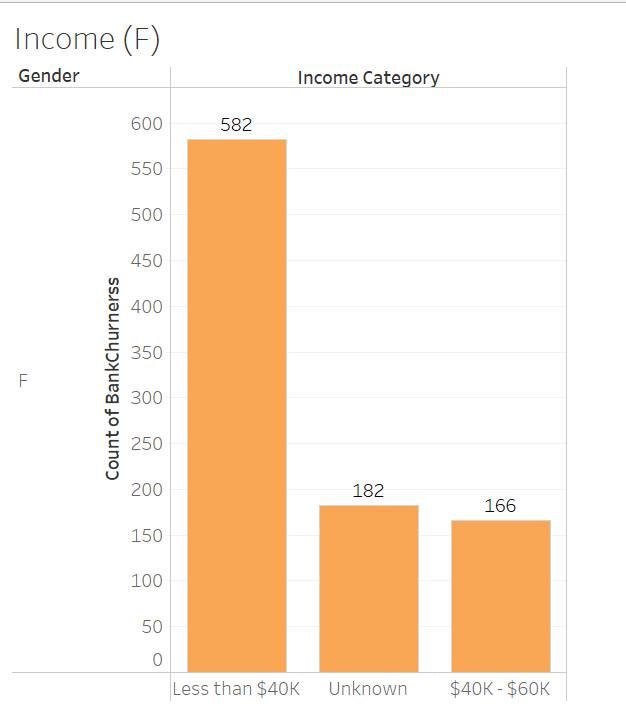 Income (F)
Gender
Income Category
600
582
550
500
450
400
350
300
250
200
150
100
50
0
Count of BankChurnerss
F
182
166
Less than $40K
Unknown
$40K - $60K